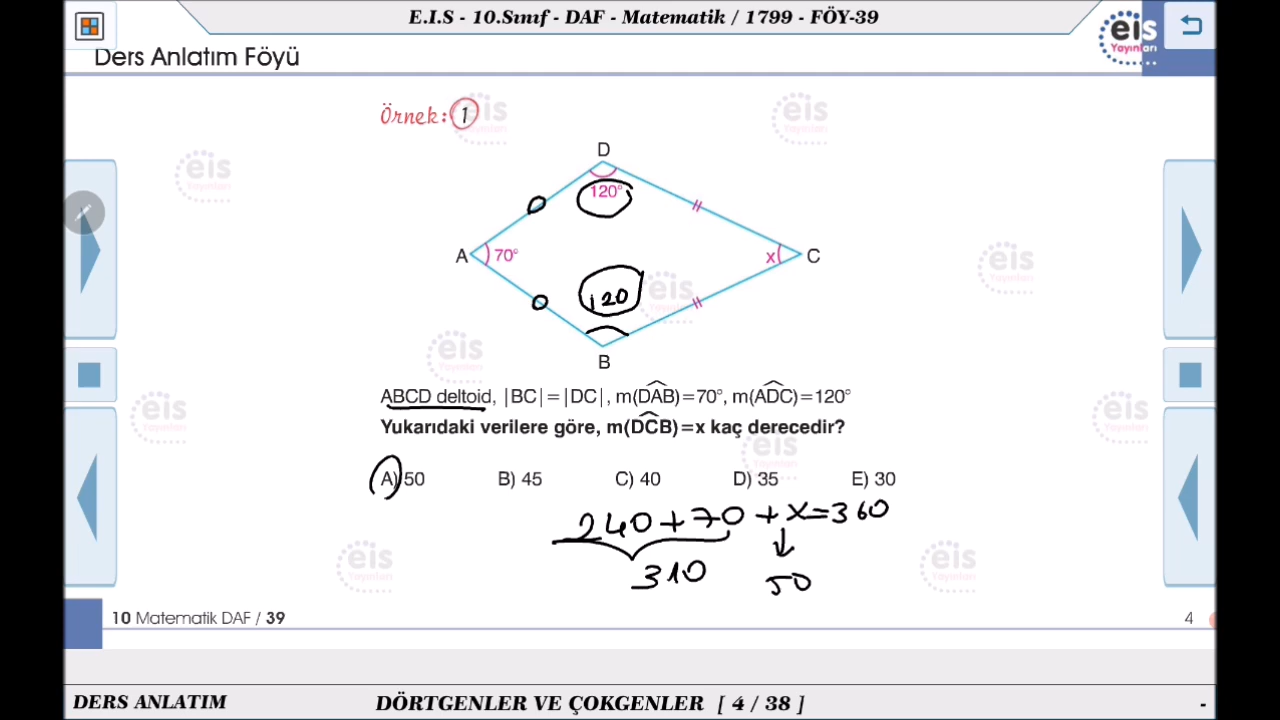 E.I.S - 10.Sınıf - DAF - Matematik / 1799 - FÖY-39
eis
Yayınları
Ders Anlatım Föyü
Örnek: 1
D
120°
A 70° x C
120
B
ABCD deltoid, |BC|=|DC|, m(DAB)=70°, m(ADC)=120°
Yukarıdaki verilere göre, m(DCB)=x kaç derecedir?
A) 50 B) 45 C) 40 D) 35 E) 30
240+70+x=360
310 50
10 Matematik DAF / 39 4
DERS ANLATIM DÖRTGENLER VE ÇOKGENLER [ 4 / 38 ] -